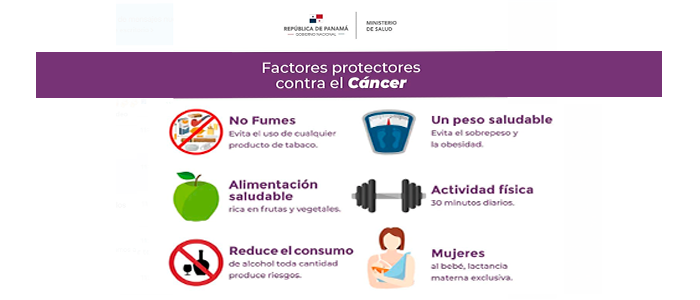 REPÚBLICA DE PANAMÁ
GOBIERNO NACIONAL
MINISTERIO
DE SALUD
Factores protectores
contra el Cáncer
No Fumes
Evita el uso de cualquier
producto de tabaco.
Un peso saludable
Evita el sobrepeso y
la obesidad.
Alimentación
saludable
rica en frutas y vegetales.
Actividad física
30 minutos diarios.
Reduce el consumo
de alcohol toda cantidad
produce riesgos.
Mujeres
al bebé, lactancia
materna exclusiva.